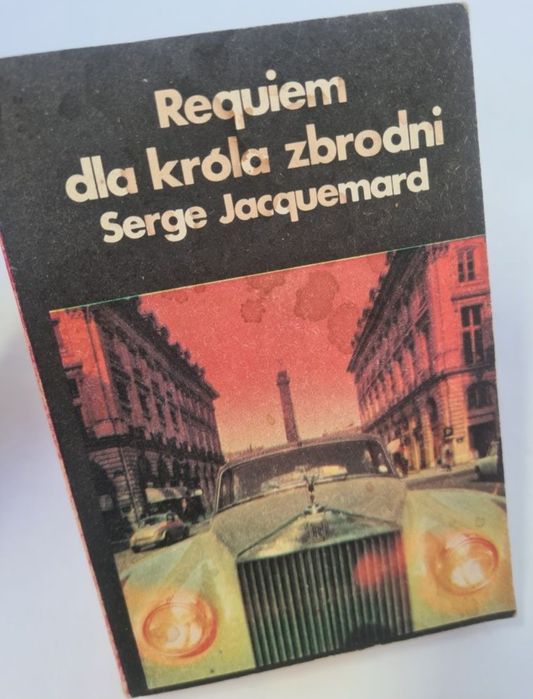 Requiem
dla króla zbrodni
Serge Jacquemard